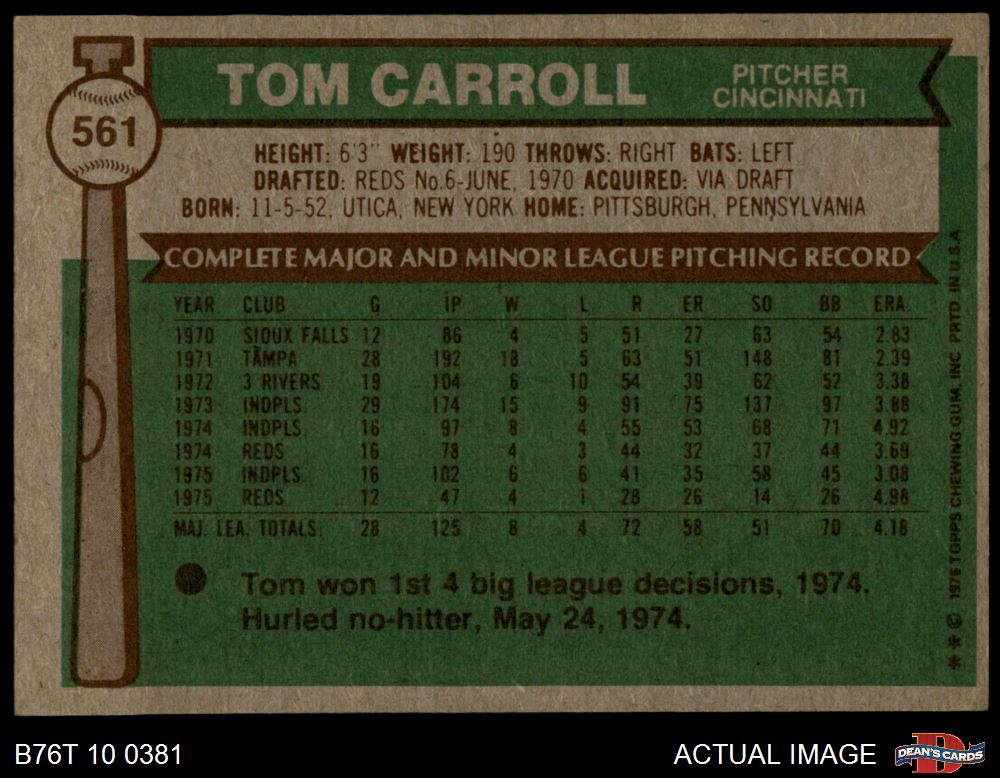 561
TOM CARROLL
PITCHER
CINCINNATI
HEIGHT: 6'3" WEIGHT: 190 THROWS: RIGHT BATS: LEFT
DRAFTED: REDS No.6-JUNE, 1970 ACQUIRED: VIA DRAFT
BORN: 11-5-52, UTICA, NEW YORK HOME: PITTSBURGH, PENNSYLVANIA
COMPLETE MAJOR AND MINOR LEAGUE PITCHING RECORD
YEAR CLUB G IP W L R ER SO BB ERA
1970 SIOUX FALLS 12 86 4 5 51 27 63 54 2.83
1971 TAMPA 28 192 18 5 63 51 148 81 2.39
1972 3 RIVERS 19 104 6 10 54 39 62 52 3.38
1973 INDPLS. 29 174 15 9 91 75 137 97 3.88
1974 INDPLS. 16 97 8 4 55 53 68 71 4.92
1974 REDS 16 78 4 3 44 32 37 44 3.69
1975 INDPLS. 16 102 6 6 41 35 58 45 3.08
1975 REDS 12 47 4 1 28 26 14 26 4.98
MAJ. LEA. TOTALS 28 125 8 4 72 58 51 70 4.18
Tom won 1st 4 big league decisions, 1974.
Hurled no-hitter, May 24, 1974.
** © 1976 TOPPS CHEWING GUM, INC. PRTD. IN U.S.A.
B76T 10 0381
ACTUAL IMAGE
DEAN'S CARDS